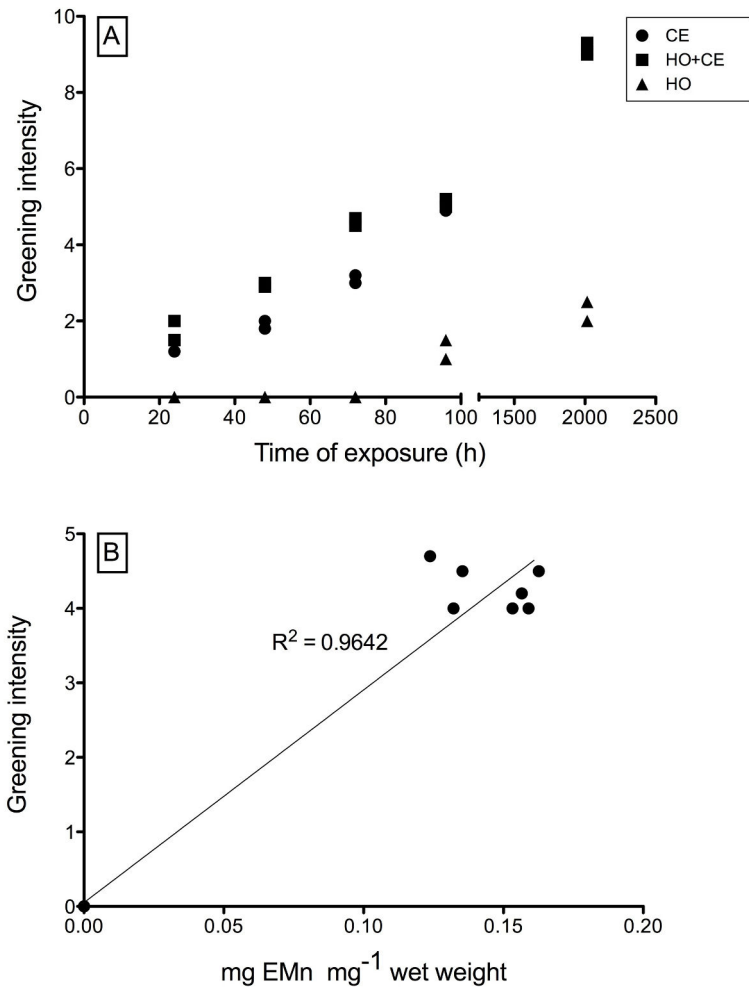 A
CE
HO+CE
HO
Greening intensity
10
8
6
4
2
0
0 20 40 60 80 100 1500 2000 2500
Time of exposure (h)
B
Greening intensity
5
4
3
2
1
0
R² = 0.9642
0.00 0.05 0.10 0.15 0.20
mg EMn mg⁻¹ wet weight